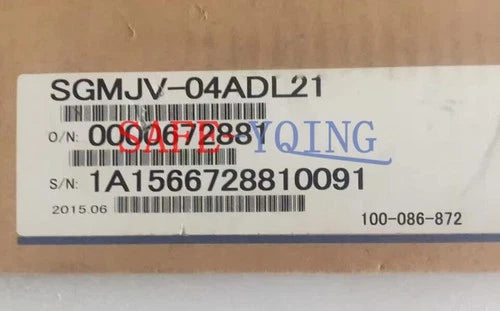 SGMJV-04ADL21
O/N: 0000672881
SAFE-YQING
S/N: 1A1566728810091
2015.06
100-086-872